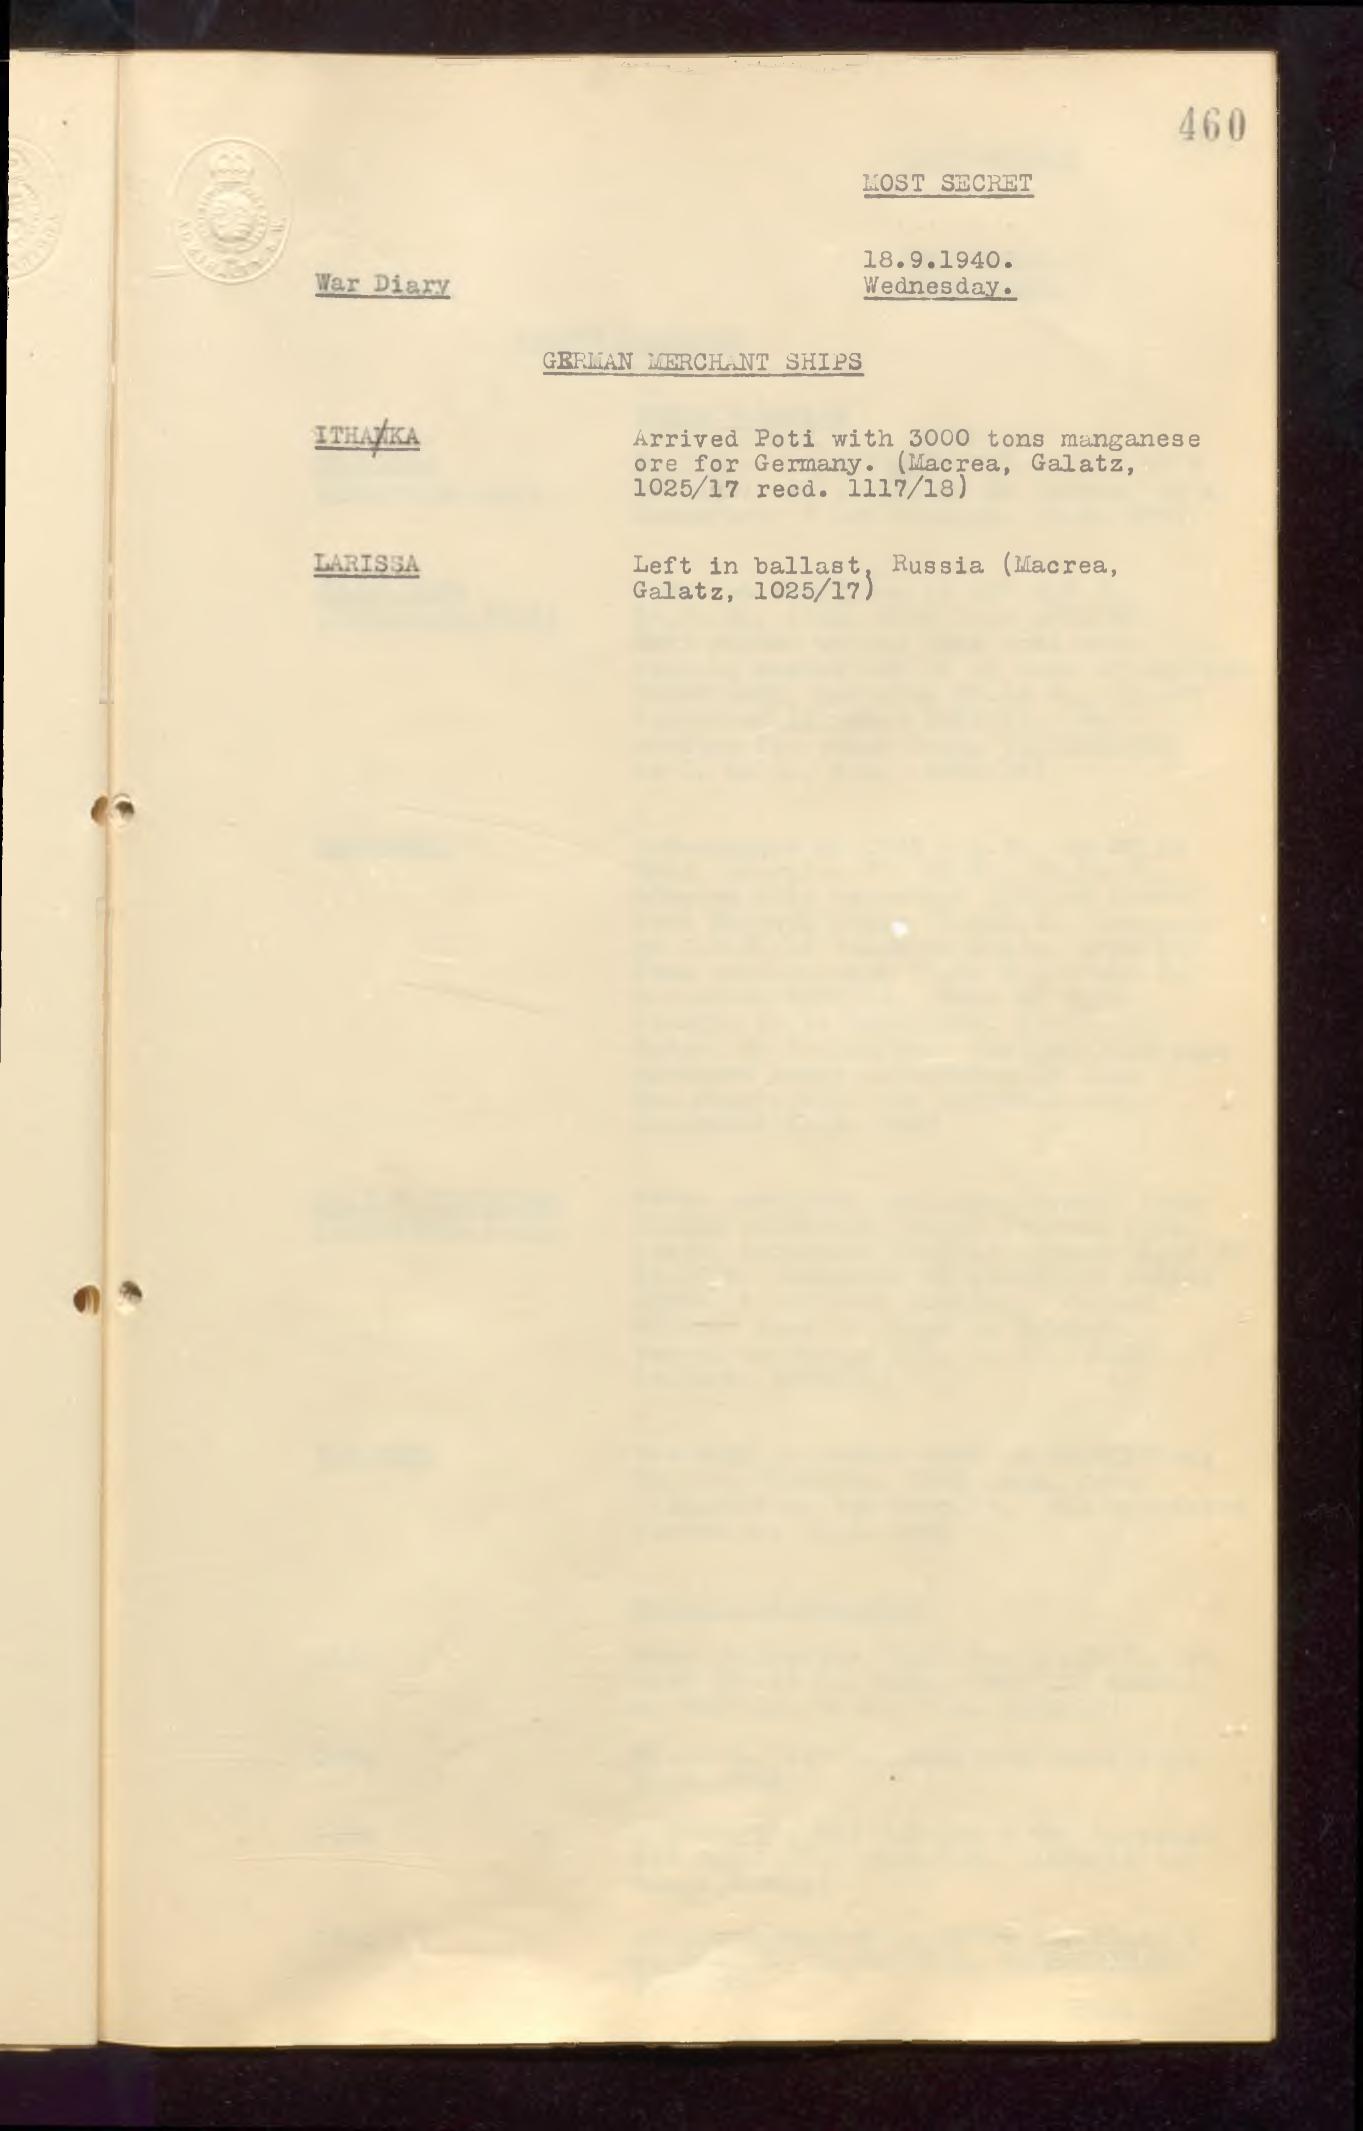 460
MOST SECRET
18.9.1940.
War Diary
Wednesday.
GERMAN MERCHANT SHIPS
ITHANKA
Arrived Poti with 3000 tons manganese
ore for Germany. (Macrea, Galatz,
1025/17 recd. 1117/18)
LARISSA
Left in ballast, Russia (Macrea,
Galatz, 1025/17)